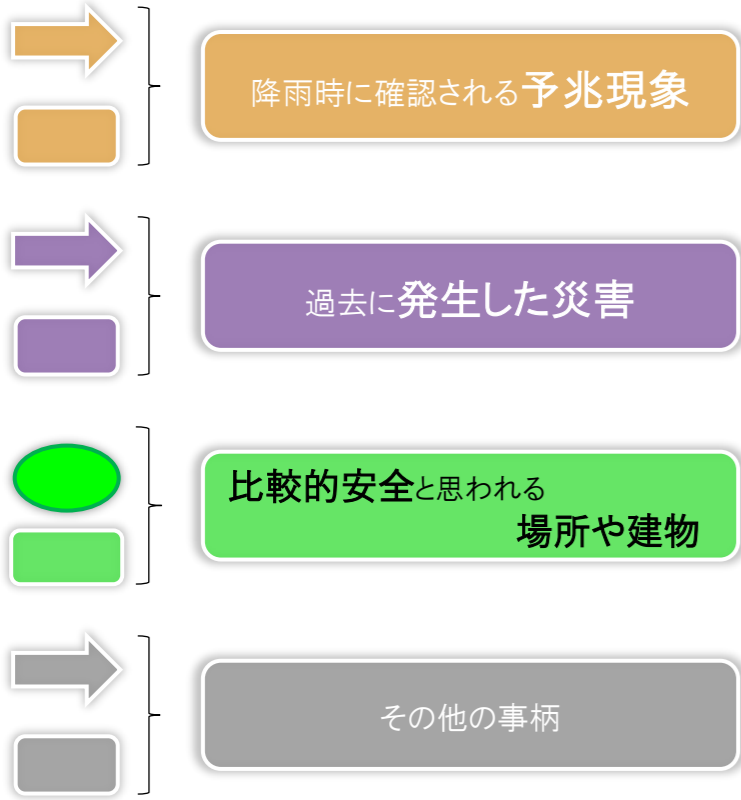 降雨時に確認される予兆現象
過去に発生した災害
比較的安全と思われる
場所や建物
その他の事柄